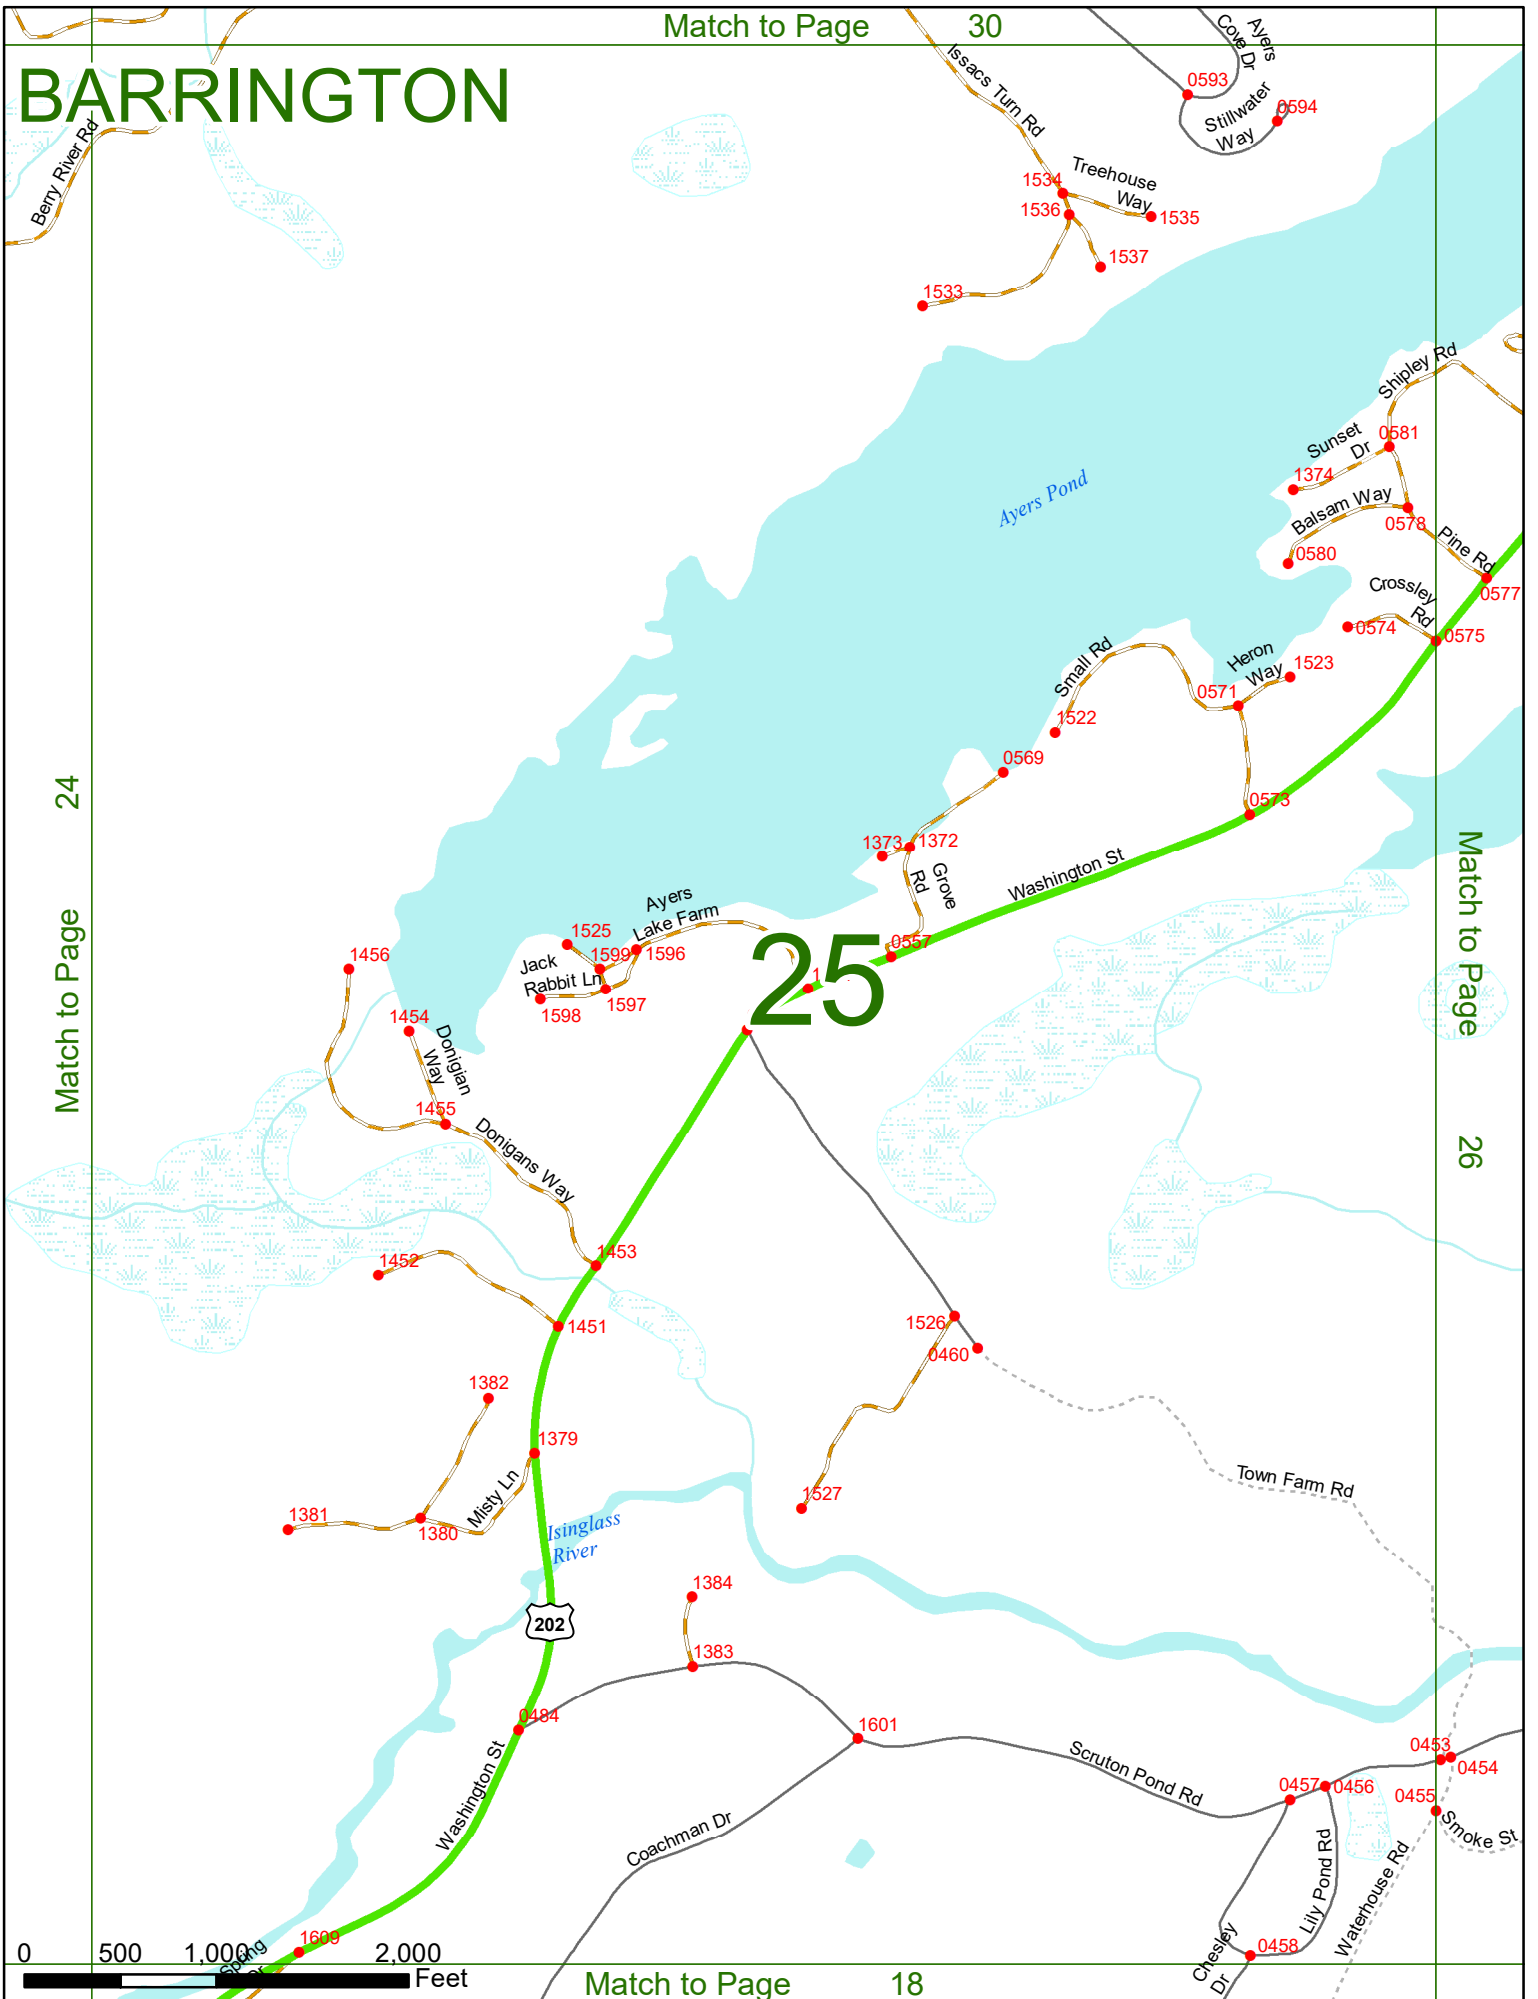 Match to Page 30
BARRINGTON
Berry River Rd
Issacs Turn Rd
Ayers
Cove Dr
0593
0594
Stillwater
Way
1534
Treehouse
Way
1536
1535
1537
1533
Shipley Rd
0581
Sunset
Dr
1374
Balsam Way
0578
0580
Pine Rd
0577
Ayers Pond
Crossley
Rd
0574
0575
Small Rd
Heron
Way
1523
0571
1522
0569
0573
24
Match to Page
1373
1372
Grove
Rd
Washington St
Match to Page
26
Ayers
Lake Farm
0557
25
1
1525
1599
1596
Jack
Rabbit Ln
1597
1598
1456
1454
Donigian
Way
1455
Donigans Way
1453
1452
1451
1526
0460
1382
1379
Misty Ln
1381
1380
1527
Town Farm Rd
Isinglass
River
202
1384
1383
0484
1601
Scruton Pond Rd
0453
0454
0457
0456
0455
Smoke St
Washington St
Coachman Dr
Lily Pond Rd
Waterhouse Rd
Chesley
Dr
0458
1609
Spring
Dr
0 500 1,000 2,000
Feet
Match to Page 18